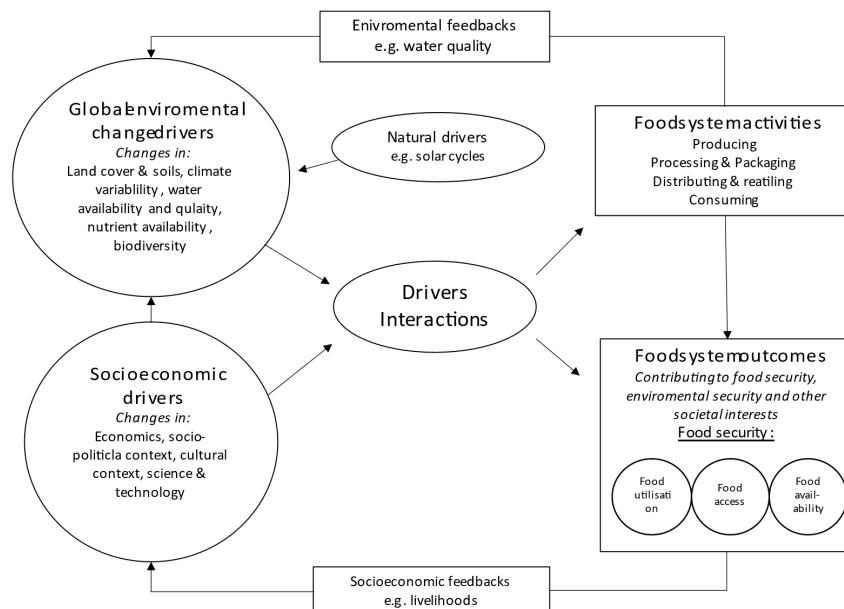 Enivromental feedbacks
e.g. water quality
Globalenviromental
changedrivers
Changes in:
Land cover & soils, climate
variablility , water
availability and qulaity,
nutrient availability ,
biodiversity
Natural drivers
e.g. solar cycles
Foodsystemactivities
Producing
Processing & Packaging
Distributing & reatiling
Consuming
Drivers
Interactions
Socioeconomic
drivers
Changes in:
Economics, socio-
politicla context, cultural
context, science &
technology
Foodsystemoutcomes
Contributing to food security,
enviromental security and other
societal interests
Food security :
Food
utilisati
on
Food
access
Food
avail-
ability
Socioeconomic feedbacks
e.g. livelihoods